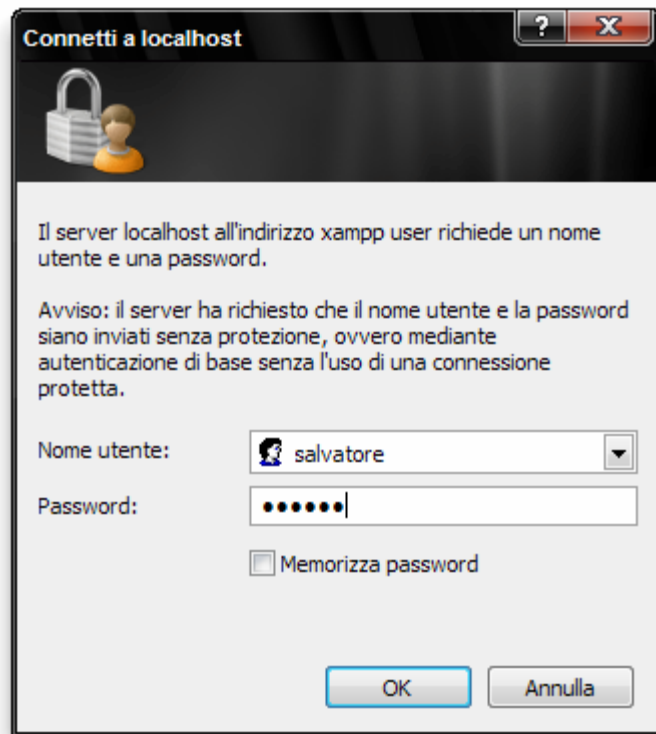 Connetti a localhost
?
X
Il server localhost all'indirizzo xampp user richiede un nome
utente e una password.
Avviso: il server ha richiesto che il nome utente e la password
siano inviati senza protezione, ovvero mediante
autenticazione di base senza l'uso di una connessione
protetta.
Nome utente: salvatore
Password: ••••••
Memorizza password
OK Annulla